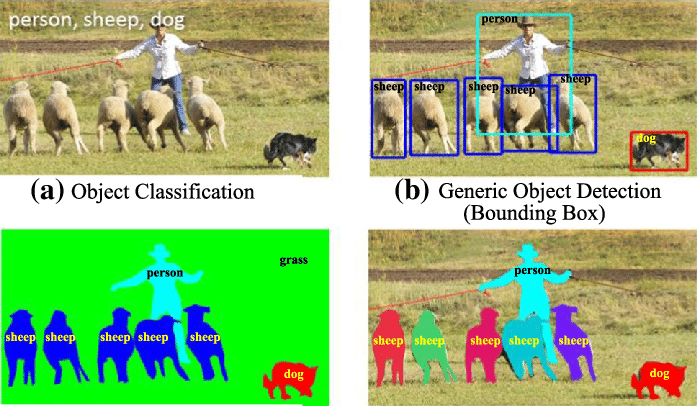 person, sheep, dog
person
sheep
sheep
sheep
sheep
sheep
dog
(a) Object Classification
(b) Generic Object Detection
(Bounding Box)
grass
person
sheep
sheep
sheep
sheep
sheep
dog
person
sheep
sheep
sheep
sheep
sheep
dog